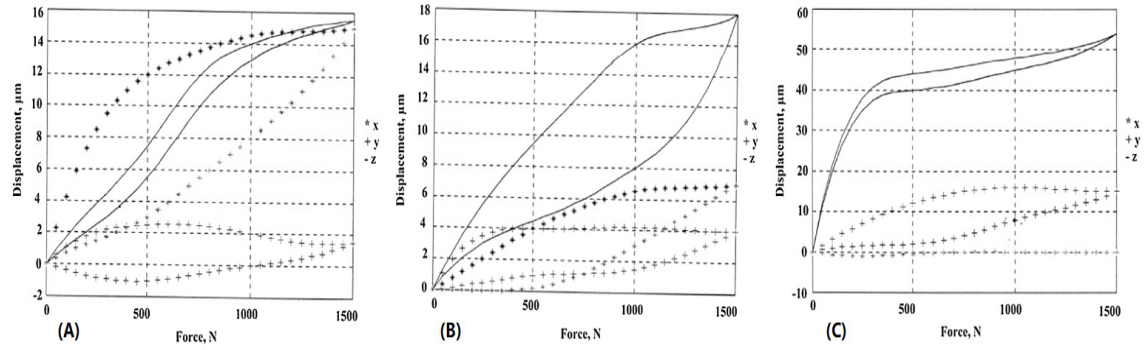 16
14
12
10
8
6
4
2
0
-2
Displacement, μm
0
500
1000
1500
(A)
Force, N
* x
+ y
- z
18
16
14
12
10
8
6
4
2
0
Displacement, μm
0
500
1000
1500
(B)
Force, N
* x
+ y
- z
60
50
40
30
20
10
0
-10
Displacement, μm
0
500
1000
1500
(C)
Force, N
* x
+ y
- z